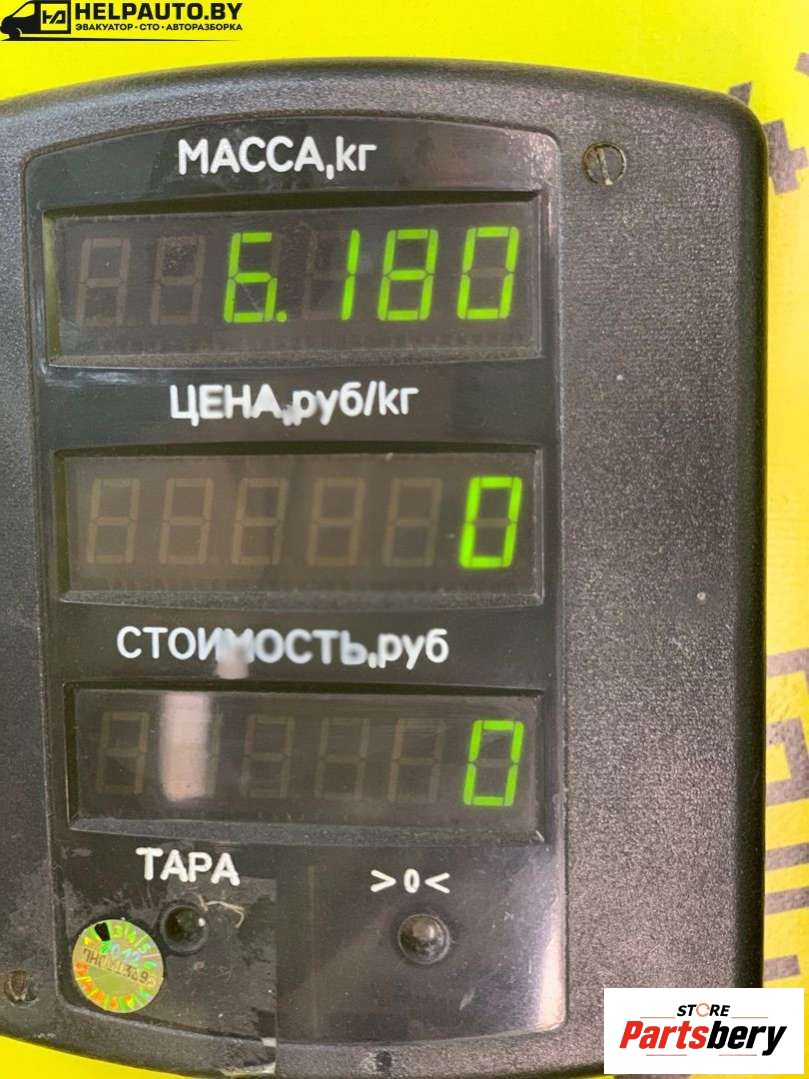 HELPAUTO.BY
ЭВАКУАТОР • СТО • АВТОРАЗБОРКА
МАССА,кг
6.180
ЦЕНА,руб/кг
0
СТОИМОСТЬ,руб
0
ТАРА
>0<
STORE
Partsbery